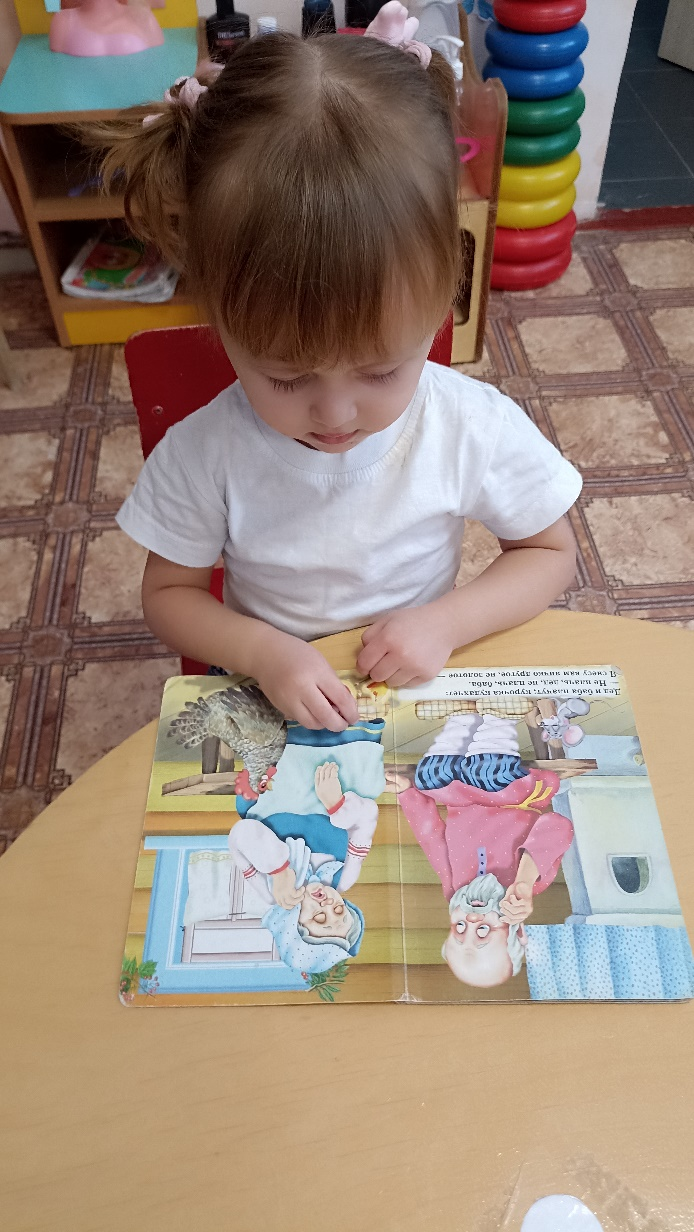 Дед и баба плачут; курочка кудахчет:
— Не плачь, дед, не плачь, баба.
Я снесу вам яичко другое, не золотое —